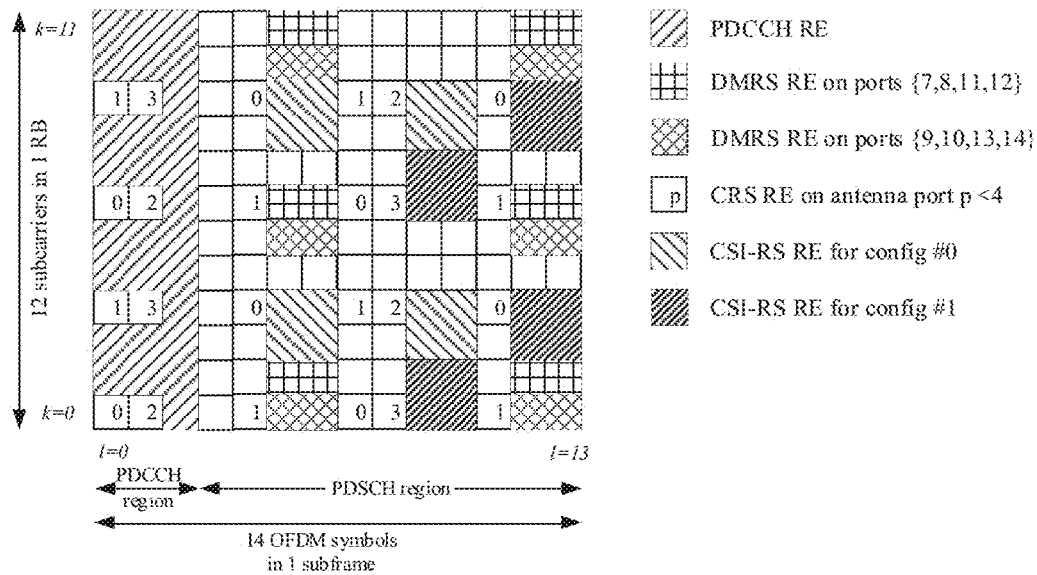 k=11
12 subcarriers in 1 RB
k=0
1 3 0 1 2 0
0 2 1 0 3 1
1 3 0 1 2 0
0 2 1 0 3 1
l=0
l=13
PDCCH
region
PDSCH region
14 OFDM symbols
in 1 subframe
PDCCH RE
DMRS RE on ports {7,8,11,12}
DMRS RE on ports {9,10,13,14}
p
CRS RE on antenna port p <4
CSI-RS RE for config #0
CSI-RS RE for config #1